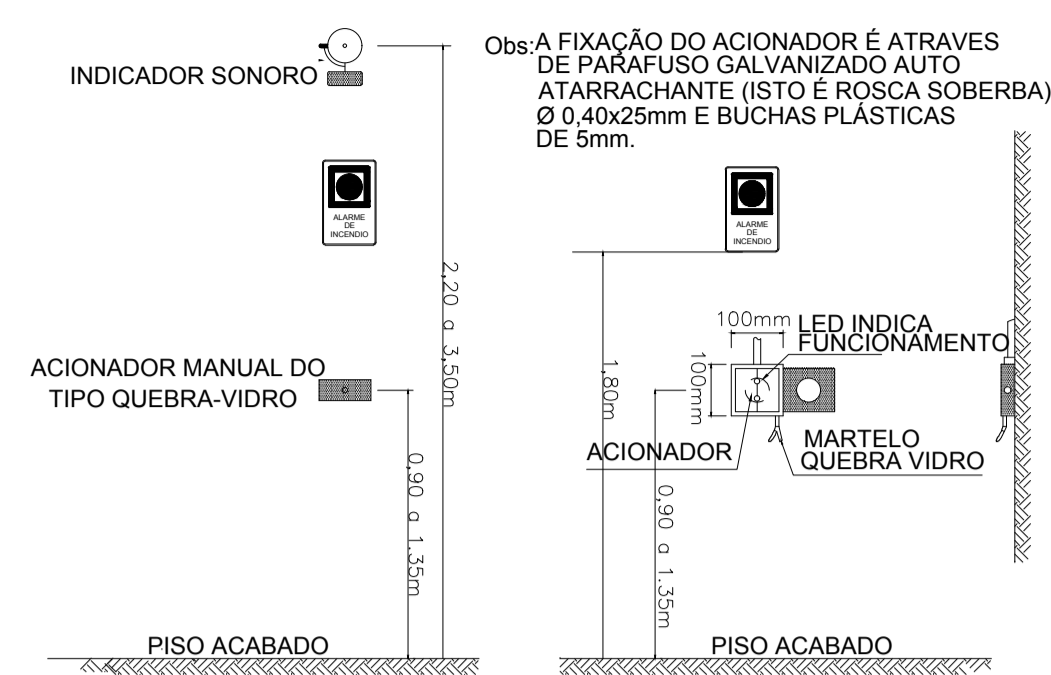 INDICADOR SONORO
ALARME
DE
INCENDIO
2,20 a 3,50m
ACIONADOR MANUAL DO
TIPO QUEBRA-VIDRO
0,90 a 1.35m
PISO ACABADO
Obs:A FIXAÇÃO DO ACIONADOR É ATRAVES
DE PARAFUSO GALVANIZADO AUTO
ATARRACHANTE (ISTO É ROSCA SOBERBA)
Ø 0,40x25mm E BUCHAS PLÁSTICAS
DE 5mm.
ALARME
DE
INCENDIO
1,80m
100mm
100mm
LED INDICA
FUNCIONAMENTO
ACIONADOR
MARTELO
QUEBRA VIDRO
0,90 a 1.35m
PISO ACABADO